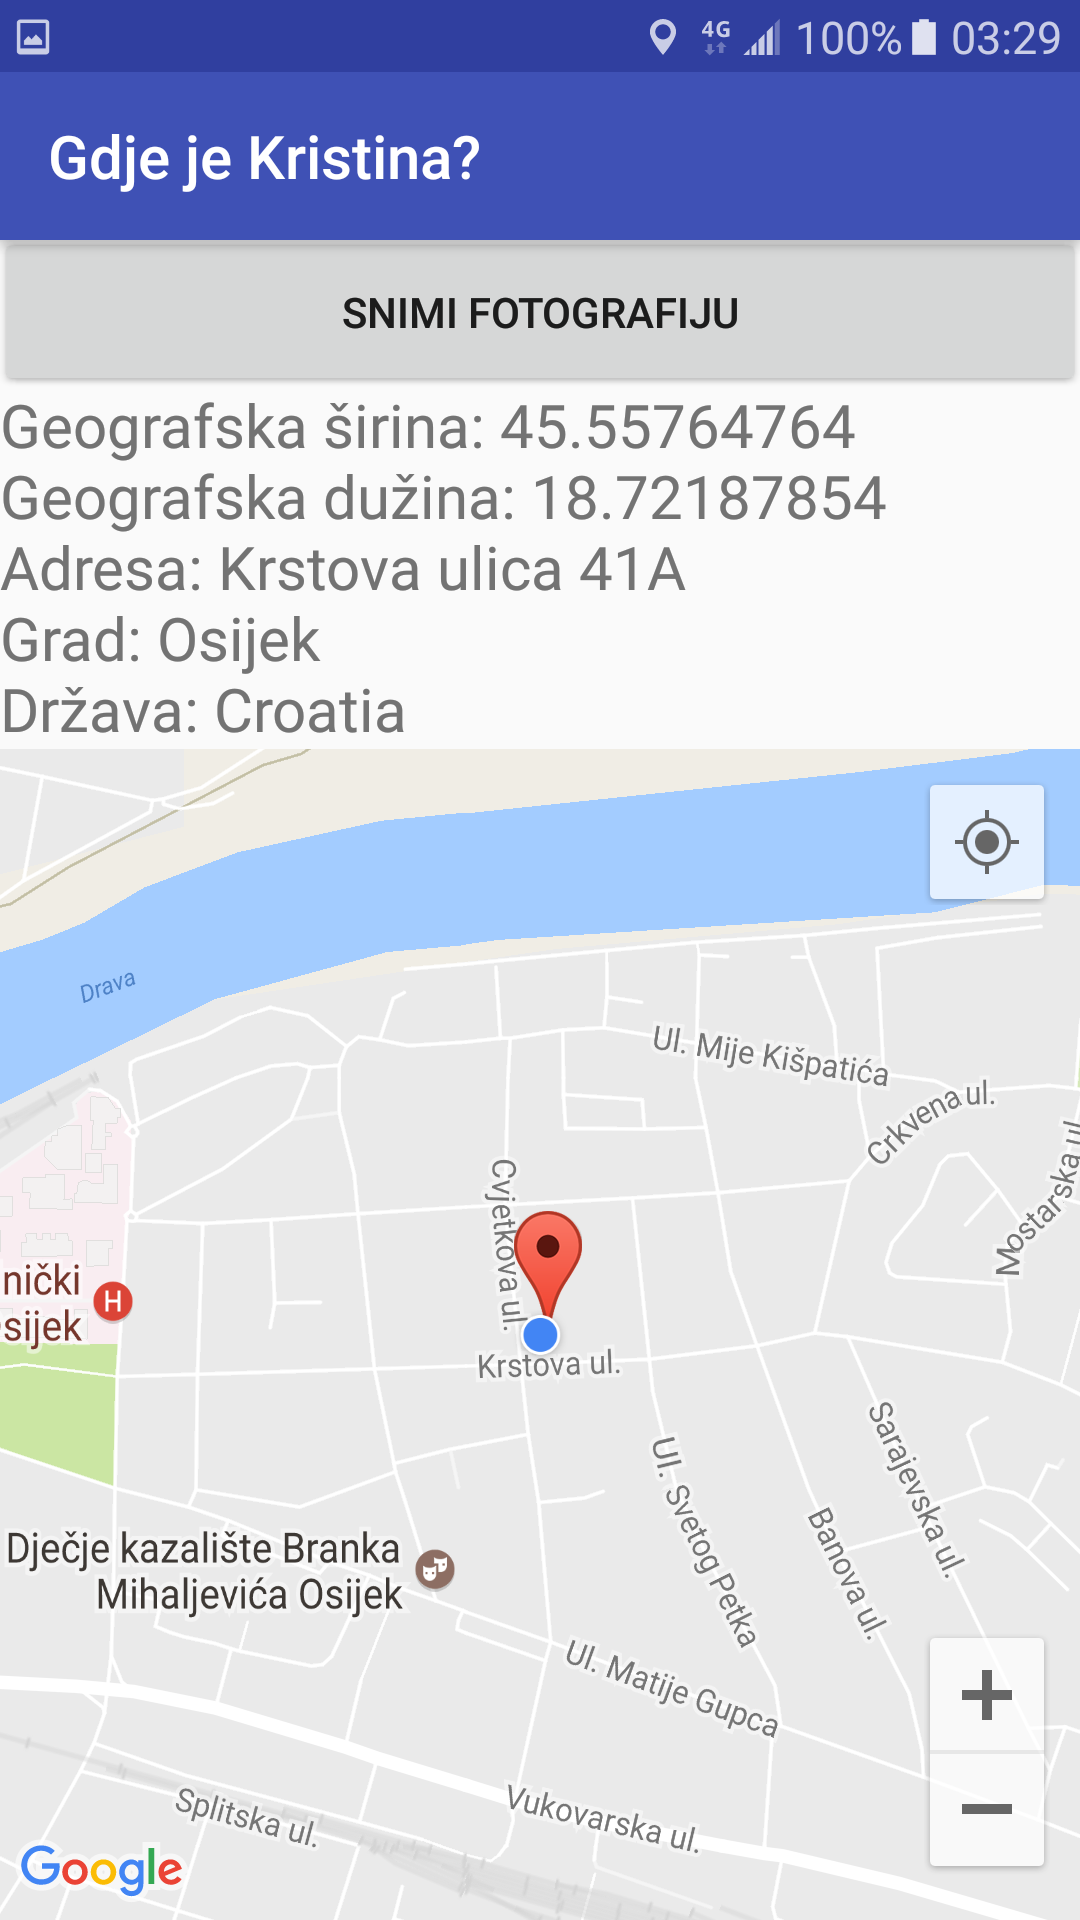 4G 100% 03:29
Gdje je Kristina?
SNIMI FOTOGRAFIJU
Geografska širina: 45.55764764
Geografska dužina: 18.72187854
Adresa: Krstova ulica 41A
Grad: Osijek
Država: Croatia
Drava
Ul. Mije Kišpatića
Crkvena ul.
Mostarska ul
Cvjetkova ul.
nički
sijek
H
Krstova ul.
Sarajevska ul.
Ul. Svetog Petka
Banova ul.
Dječje kazalište Branka
Mihaljevića Osijek
Ul. Matije Gupca
Vukovarska ul.
Splitska ul.
Google